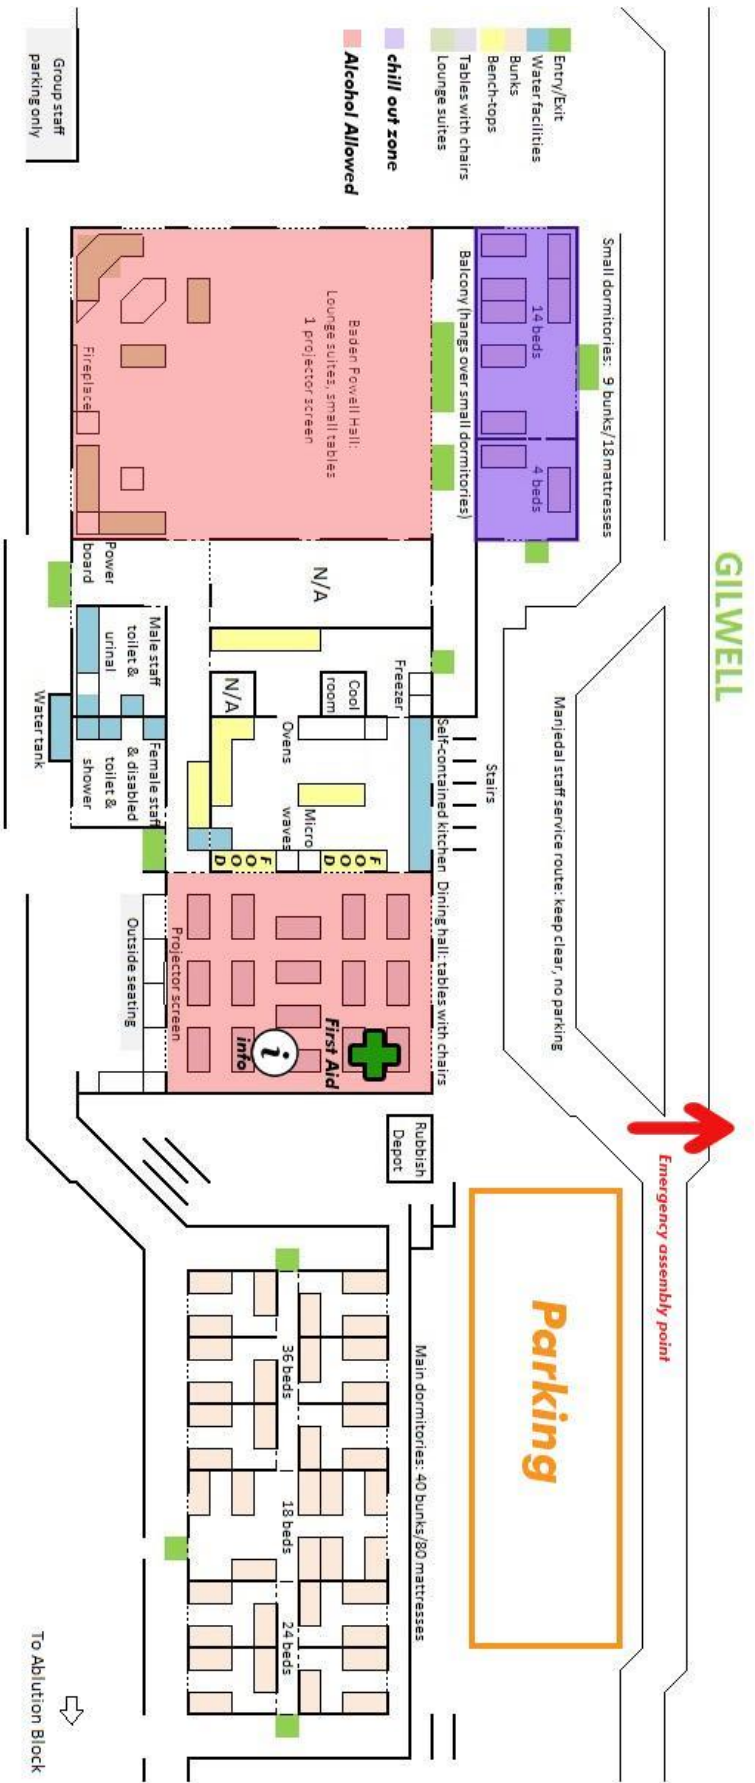 GILWELL
Entry/Exit
Water facilities
Bunks
Bench-tops
Tables with chairs
Lounge suites
chill out zone
Alcohol Allowed
Group staff
parking only
Small dormitories: 9 bunks/18 mattresses
14 beds
4 beds
Balcony (hangs over small dormitories)
Baden Powell Hall:
Lounge suites, small tables
1 projector screen
Fireplace
N/A
Power
board
Male staff
toilet &
urinal
Female staff
& disabled
toilet &
shower
Water tank
Freezer
Cool
room
N/A
Ovens
Micro
waves
FOOD
FOOD
Self-contained kitchen
Stairs
Manjedal staff service route: keep clear, no parking
Dining hall: tables with chairs
First Aid
i
info
Projector screen
Outside seating
Rubbish
Depot
Emergency assembly point
Parking
Main dormitories: 40 bunks/80 mattresses
36 beds
18 beds
24 beds
To Ablution Block